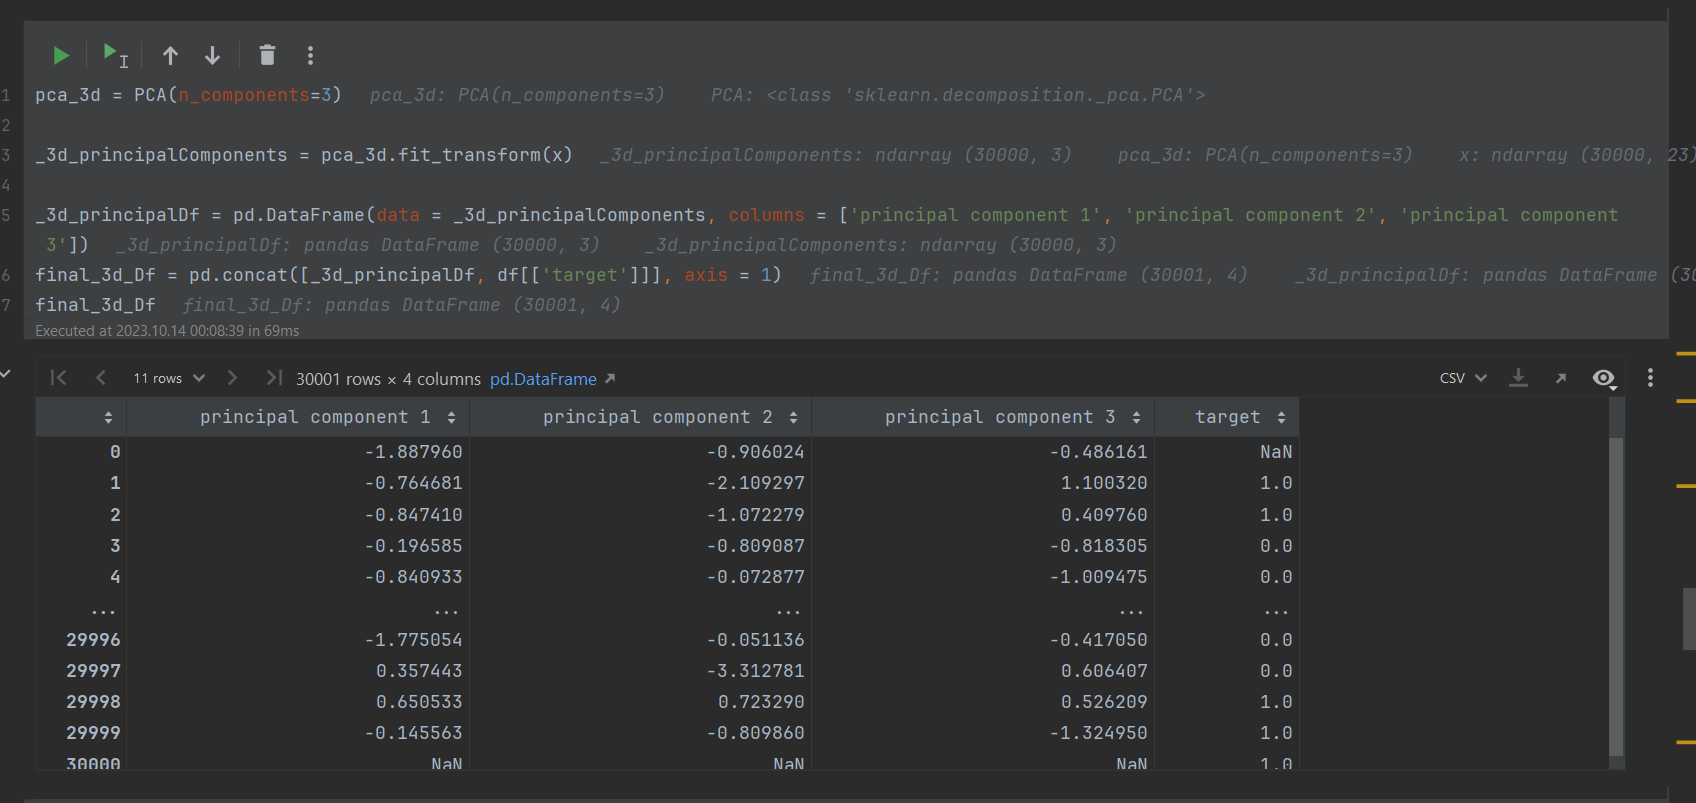 1 pca_3d = PCA(n_components=3) pca_3d: PCA(n_components=3) PCA: <class 'sklearn.decomposition._pca.PCA'>
2
3 _3d_principalComponents = pca_3d.fit_transform(x) _3d_principalComponents: ndarray (30000, 3) pca_3d: PCA(n_components=3) x: ndarray (30000, 23)
4
5 _3d_principalDf = pd.DataFrame(data = _3d_principalComponents, columns = ['principal component 1', 'principal component 2', 'principal component
3']) _3d_principalDf: pandas DataFrame (30000, 3) _3d_principalComponents: ndarray (30000, 3)
6 final_3d_Df = pd.concat([_3d_principalDf, df[['target']]], axis = 1) final_3d_Df: pandas DataFrame (30001, 4) _3d_principalDf: pandas DataFrame (30
7 final_3d_Df final_3d_Df: pandas DataFrame (30001, 4)
Executed at 2023.10.14 00:08:39 in 69ms
11 rows 30001 rows × 4 columns pd.DataFrame CSV
principal component 1 principal component 2 principal component 3 target
0 -1.887960 -0.906024 -0.486161 NaN
1 -0.764681 -2.109297 1.100320 1.0
2 -0.847410 -1.072279 0.409760 1.0
3 -0.196585 -0.809087 -0.818305 0.0
4 -0.840933 -0.072877 -1.009475 0.0
... ... ... ... ...
29996 -1.775054 -0.051136 -0.417050 0.0
29997 0.357443 -3.312781 0.606407 0.0
29998 0.650533 0.723290 0.526209 1.0
29999 -0.145563 -0.809860 -1.324950 1.0
30000 NaN NaN NaN 1.0